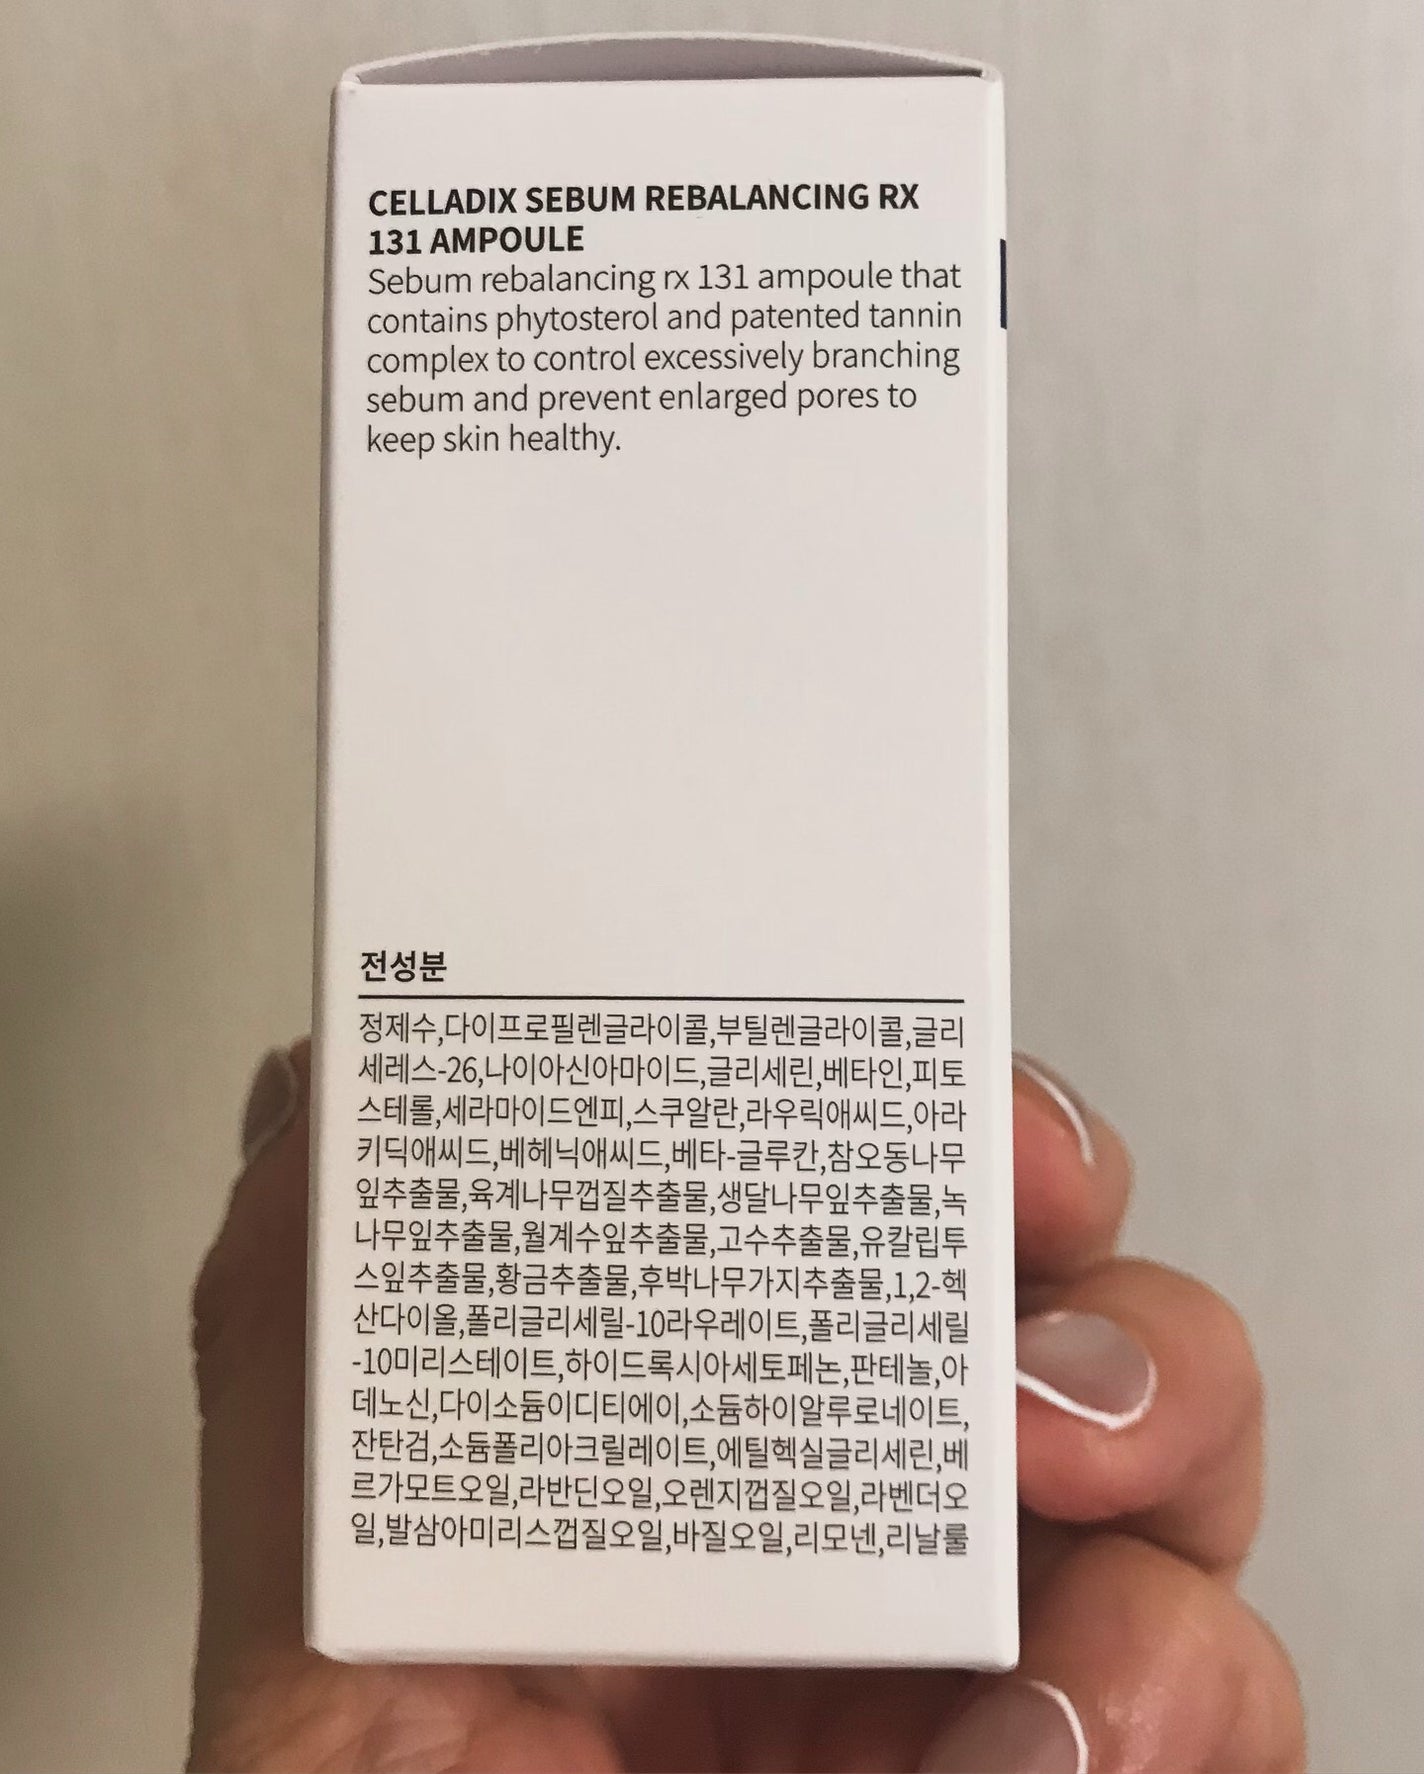 CELLADIX SEBUM REBALANCING RX
131 AMPOULE
Sebum rebalancing rx 131 ampoule that
contains phytosterol and patented tannin
complex to control excessively branching
sebum and prevent enlarged pores to
keep skin healthy.
전성분
정제수,다이프로필렌글라이콜,부틸렌글라이콜,글리
세레스-26,나이아신아마이드,글리세린,베타인,피토
스테롤,세라마이드엔피,스쿠알란,라우릭애씨드,아라
키딕애씨드,베헤닉애씨드,베타-글루칸,참오동나무
잎추출물,육계나무껍질추출물,생달나무잎추출물,녹
나무잎추출물,월계수잎추출물,고수추출물,유칼립투
스잎추출물,황금추출물,후박나무가지추출물,1,2-헥
산다이올,폴리글리세릴-10라우레이트,폴리글리세릴
-10미리스테이트,하이드록시아세토페논,판테놀,아
데노신,다이소듐이디티에이,소듐하이알루로네이트,
잔탄검,소듐폴리아크릴레이트,에틸헥실글리세린,베
르가모트오일,라반딘오일,오렌지껍질오일,라벤더오
일,발삼아미리스껍질오일,바질오일,리모넨,리날룰